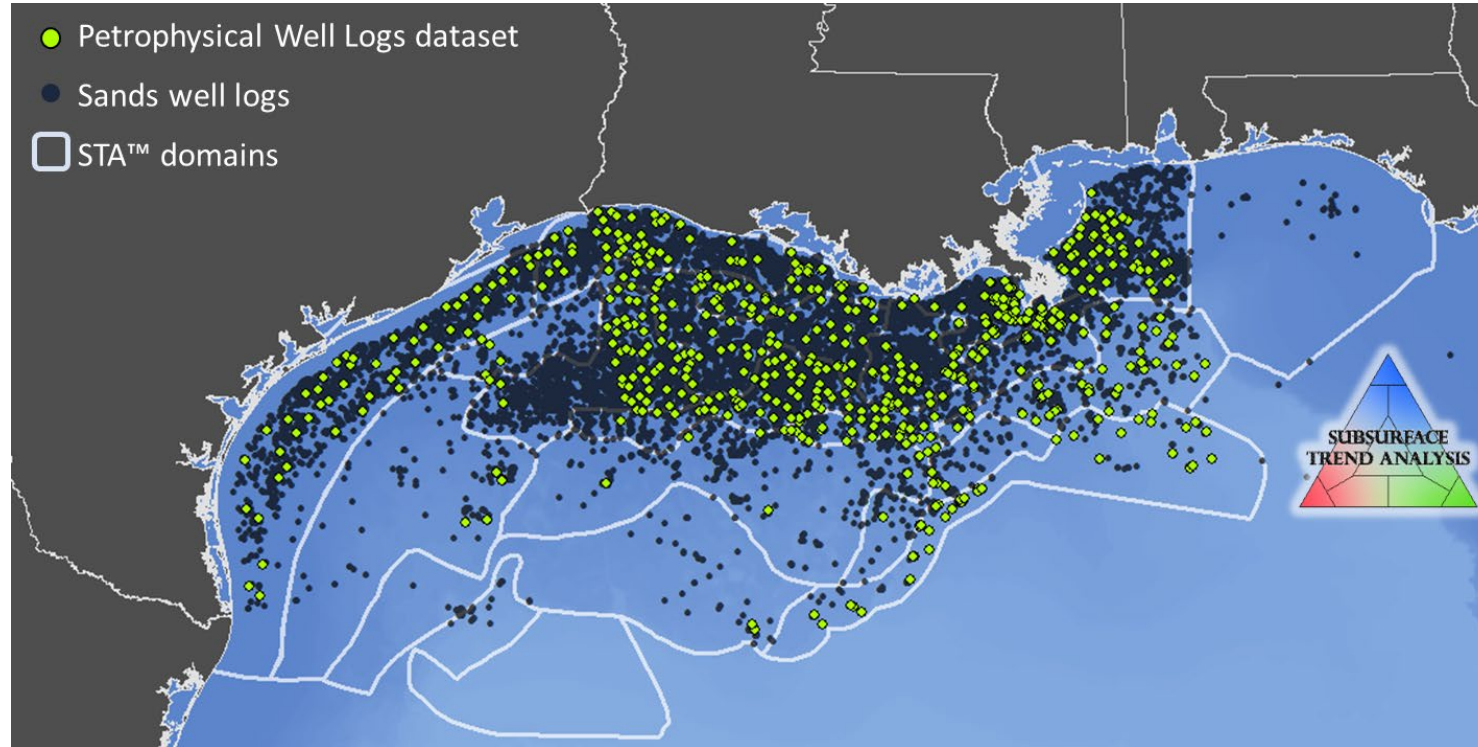 Petrophysical Well Logs dataset
Sands well logs
STA™ domains
SUBSURFACE
TREND ANALYSIS